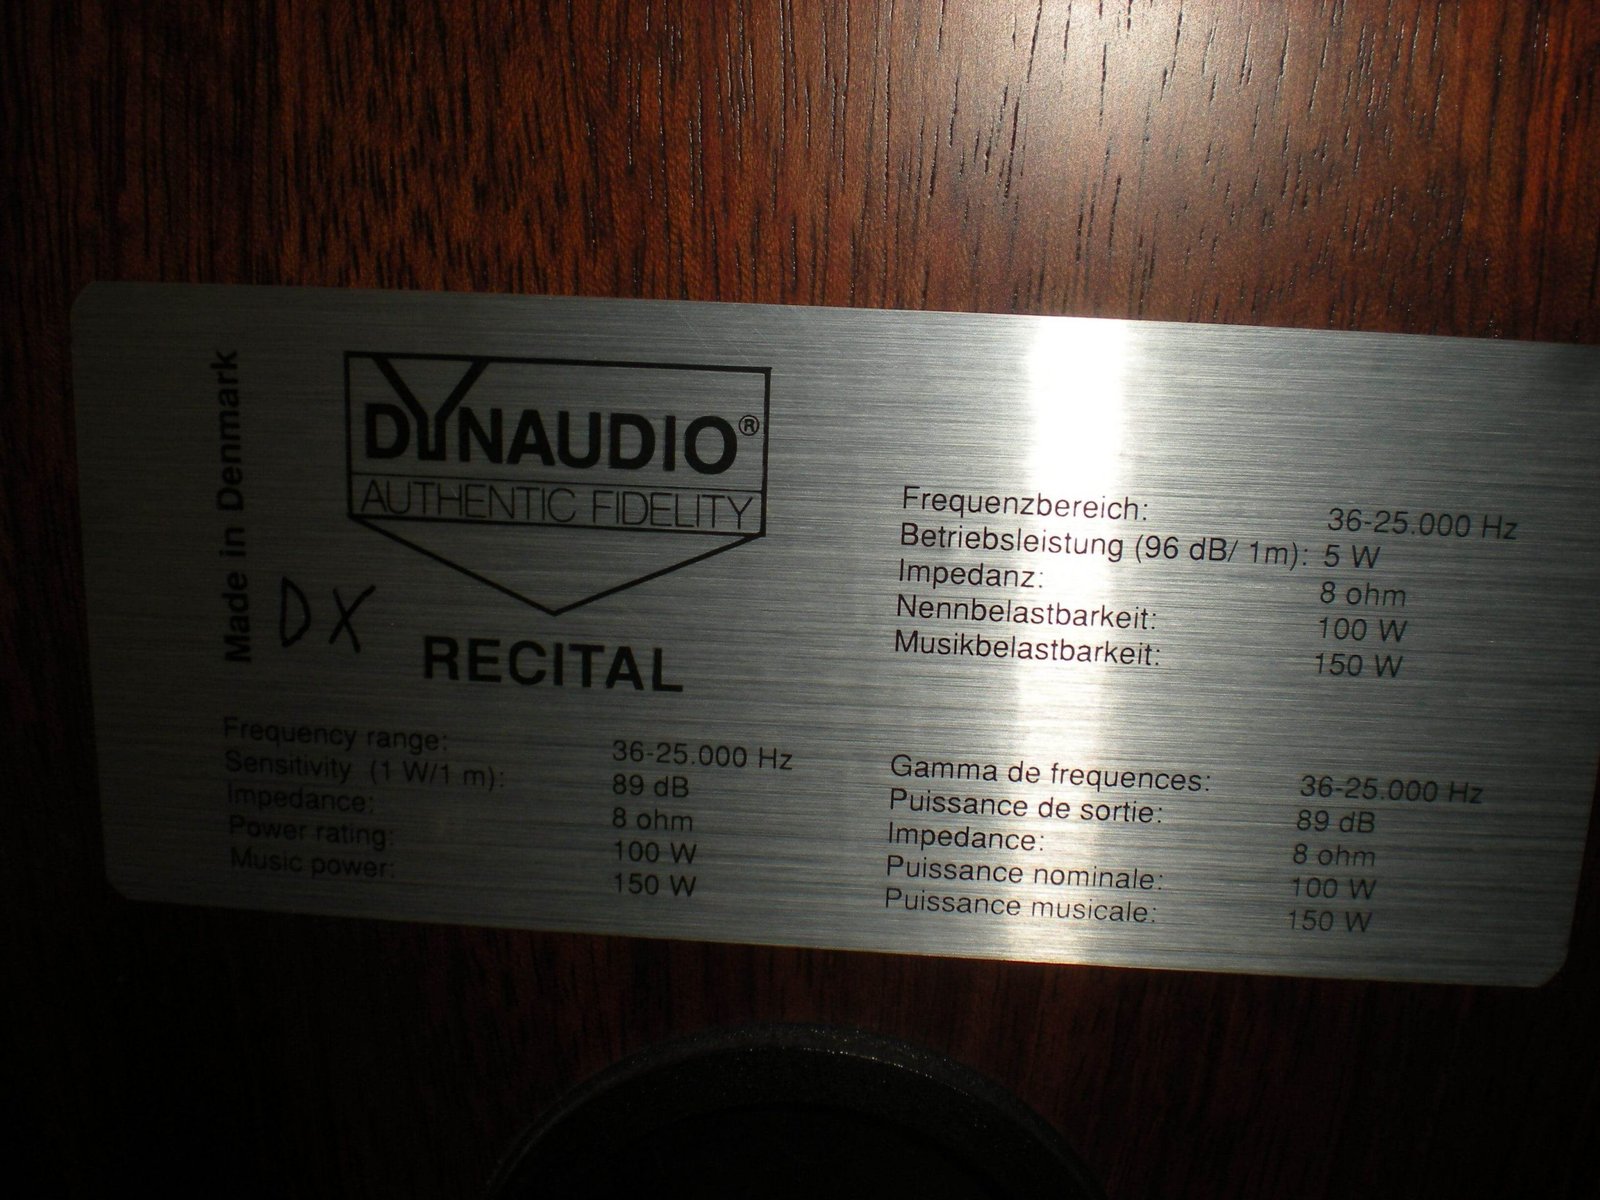 Made in Denmark
DYNAUDIO®
AUTHENTIC FIDELITY
DX
RECITAL
Frequency range: 36-25.000 Hz
Sensitivity (1 W/1 m): 89 dB
Impedance: 8 ohm
Power rating: 100 W
Music power: 150 W
Frequenzbereich: 36-25.000 Hz
Betriebsleistung (96 dB/ 1m): 5 W
Impedanz: 8 ohm
Nennbelastbarkeit: 100 W
Musikbelastbarkeit: 150 W
Gamma de frequences: 36-25.000 Hz
Puissance de sortie: 89 dB
Impedance: 8 ohm
Puissance nominale: 100 W
Puissance musicale: 150 W